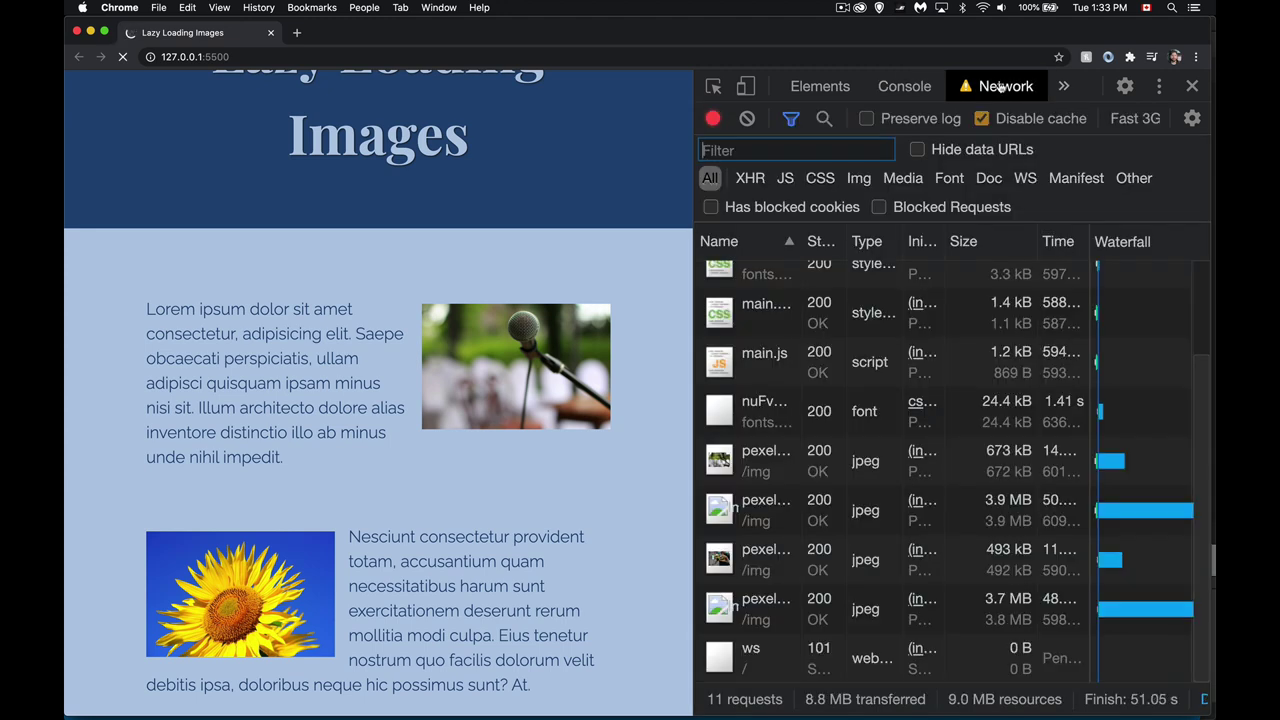 Chrome File Edit View History Bookmarks People Tab Window Help 100% Tue 1:33 PM
Lazy Loading Images
127.0.0.1:5500
Lazy Loading
Images
Lorem ipsum dolor sit amet
consectetur, adipisicing elit. Saepe
obcaecati perspiciatis, ullam
adipisci quisquam ipsam minus
nisi sit. Illum architecto dolore alias
inventore distinctio illo ab minus
unde nihil impedit.
Nesciunt consectetur provident
totam, accusantium quam
necessitatibus harum sunt
exercitationem deserunt rerum
mollitia modi culpa. Eius tenetur
nostrum quo facilis dolorum velit
debitis ipsa, doloribus neque hic possimus sunt? At.
Elements Console Network
Preserve log Disable cache Fast 3G
Filter Hide data URLs
All XHR JS CSS Img Media Font Doc WS Manifest Other
Has blocked cookies Blocked Requests
Name St... Type Ini... Size Time Waterfall
CSS 200 style...
fonts.... P... 3.3 kB 597...
main.... 200 style... (in... 1.4 kB 588...
CSS OK P... 1.1 kB 587...
main.js 200 script (in... 1.2 kB 594...
JS OK P... 869 B 593...
nuFv... 200 font cs... 24.4 kB 1.41 s
fonts.... P... 24.4 kB 636...
pexel... 200 jpeg (in... 673 kB 14....
/img OK P... 672 kB 601...
pexel... 200 jpeg (in... 3.9 MB 50....
/img OK P... 3.9 MB 609...
pexel... 200 jpeg (in... 493 kB 11....
/img OK P... 492 kB 590...
pexel... 200 jpeg (in... 3.7 MB 48....
/img OK P... 3.8 MB 598...
ws 101 web... (in... 0 B Pen...
/ S... P... 0 B
11 requests 8.8 MB transferred 9.0 MB resources Finish: 51.05 s